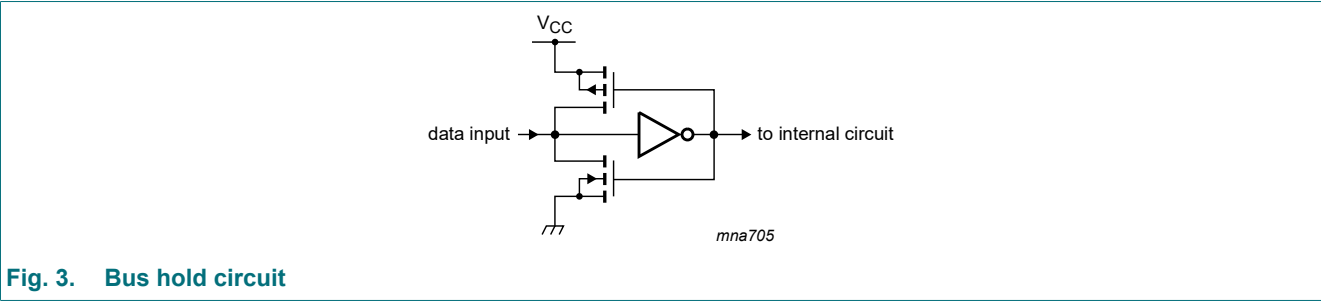 VCC
data input
to internal circuit
mna705
Fig. 3. Bus hold circuit